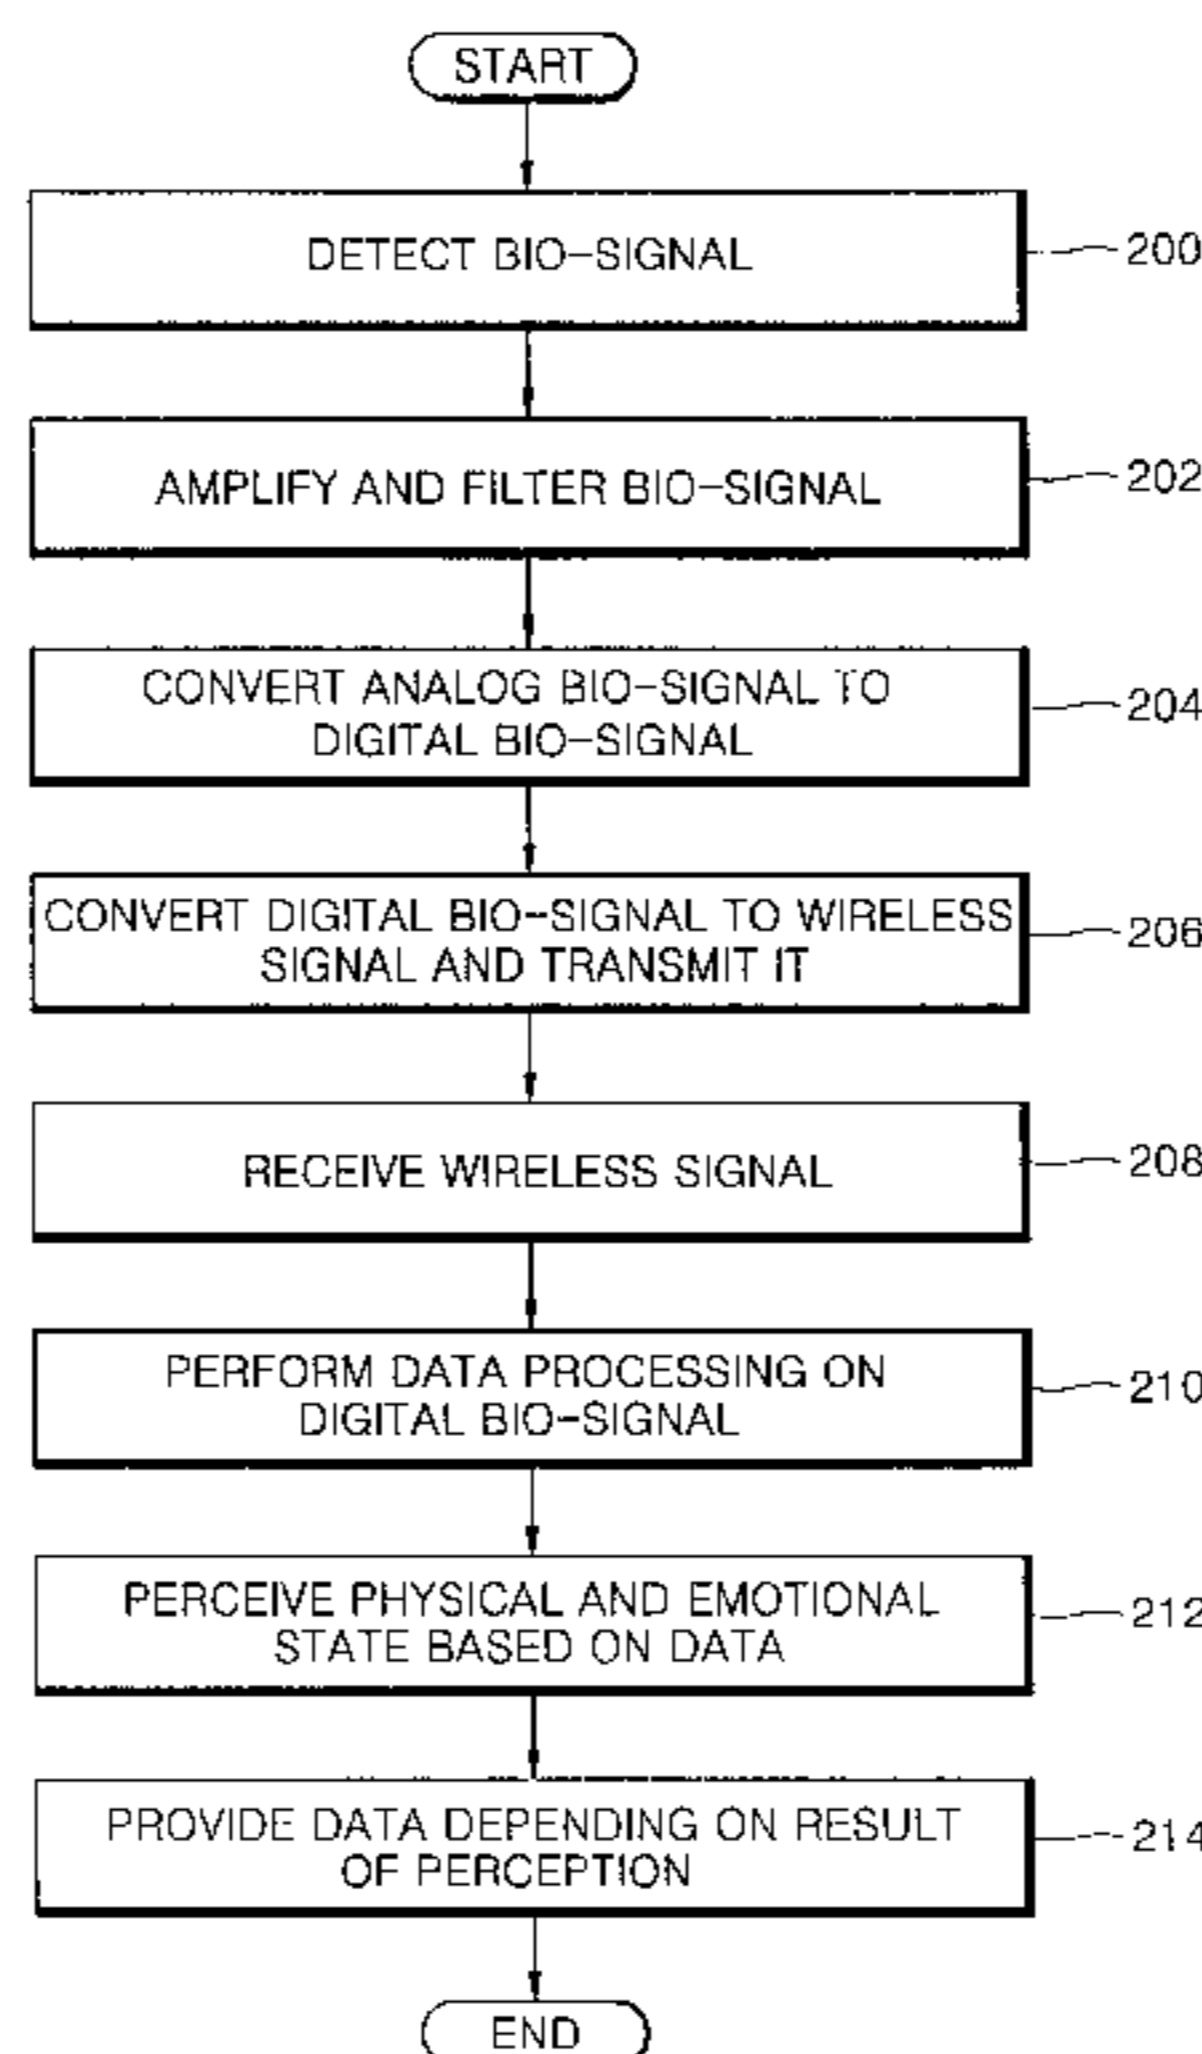 START
DETECT BIO-SIGNAL
200
AMPLIFY AND FILTER BIO-SIGNAL
202
CONVERT ANALOG BIO-SIGNAL TO
DIGITAL BIO-SIGNAL
204
CONVERT DIGITAL BIO-SIGNAL TO WIRELESS
SIGNAL AND TRANSMIT IT
206
RECEIVE WIRELESS SIGNAL
208
PERFORM DATA PROCESSING ON
DIGITAL BIO-SIGNAL
210
PERCEIVE PHYSICAL AND EMOTIONAL
STATE BASED ON DATA
212
PROVIDE DATA DEPENDING ON RESULT
OF PERCEPTION
214
END